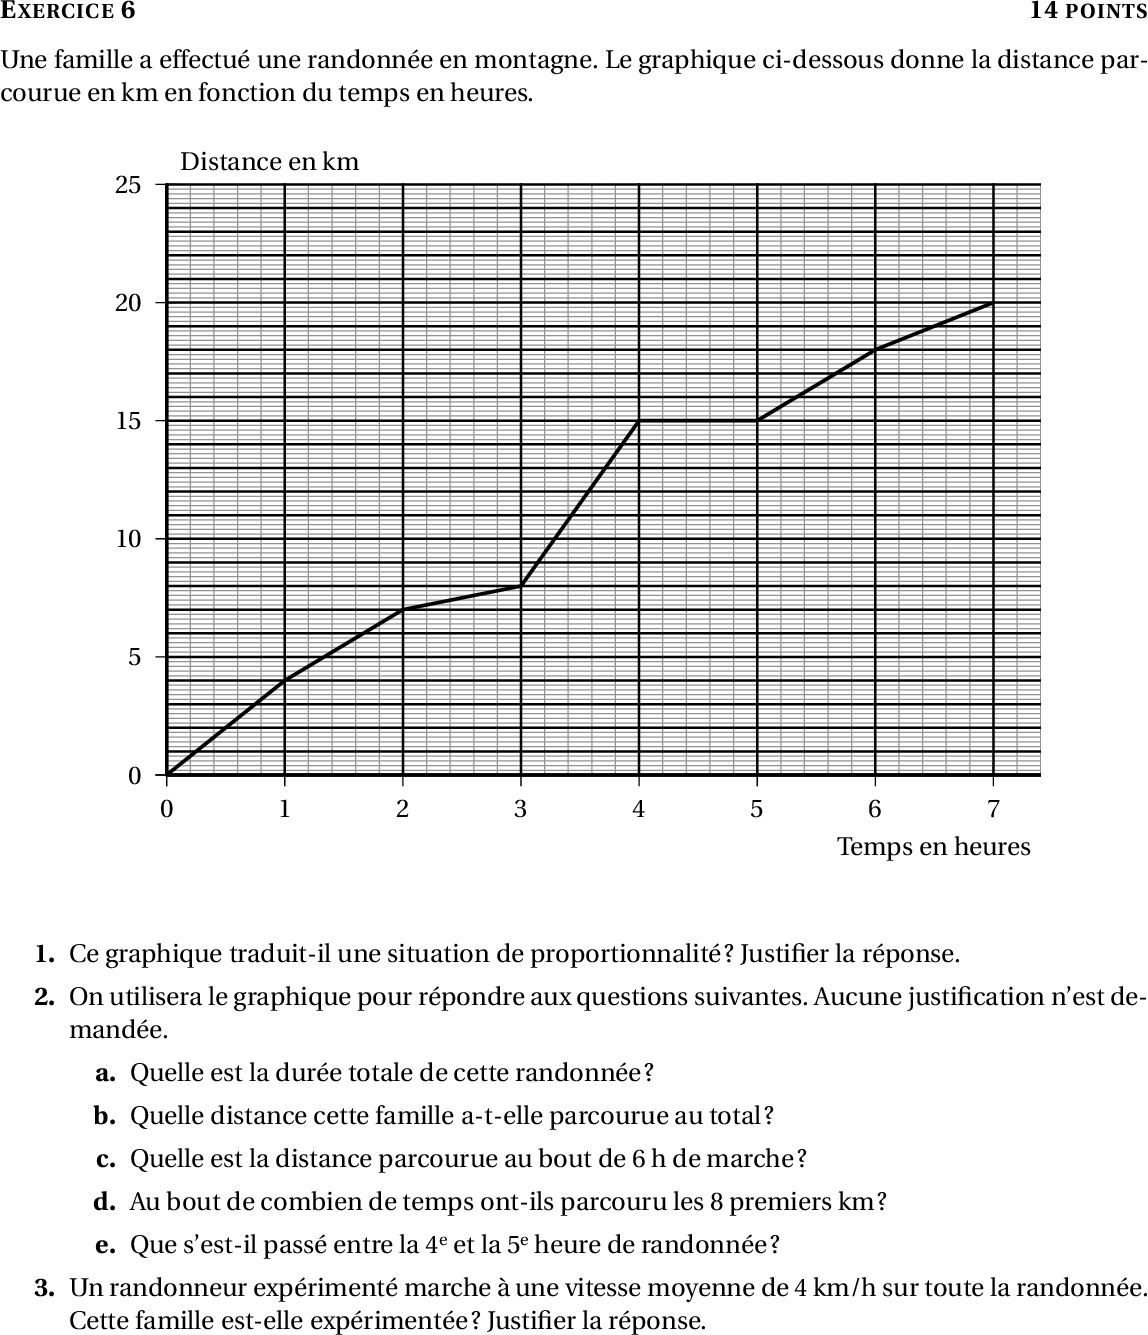 EXERCICE 6 14 POINTS
Une famille a effectué une randonnée en montagne. Le graphique ci-dessous donne la distance par-
courue en km en fonction du temps en heures.
Distance en km
25
20
15
10
5
0
0 1 2 3 4 5 6 7
Temps en heures
1. Ce graphique traduit-il une situation de proportionnalité? Justifier la réponse.
2. On utilisera le graphique pour répondre aux questions suivantes. Aucune justification n'est de-
mandée.
a. Quelle est la durée totale de cette randonnée?
b. Quelle distance cette famille a-t-elle parcourue au total?
c. Quelle est la distance parcourue au bout de 6 h de marche?
d. Au bout de combien de temps ont-ils parcouru les 8 premiers km?
e. Que s'est-il passé entre la 4e et la 5e heure de randonnée?
3. Un randonneur expérimenté marche à une vitesse moyenne de 4 km/h sur toute la randonnée.
Cette famille est-elle expérimentée? Justifier la réponse.